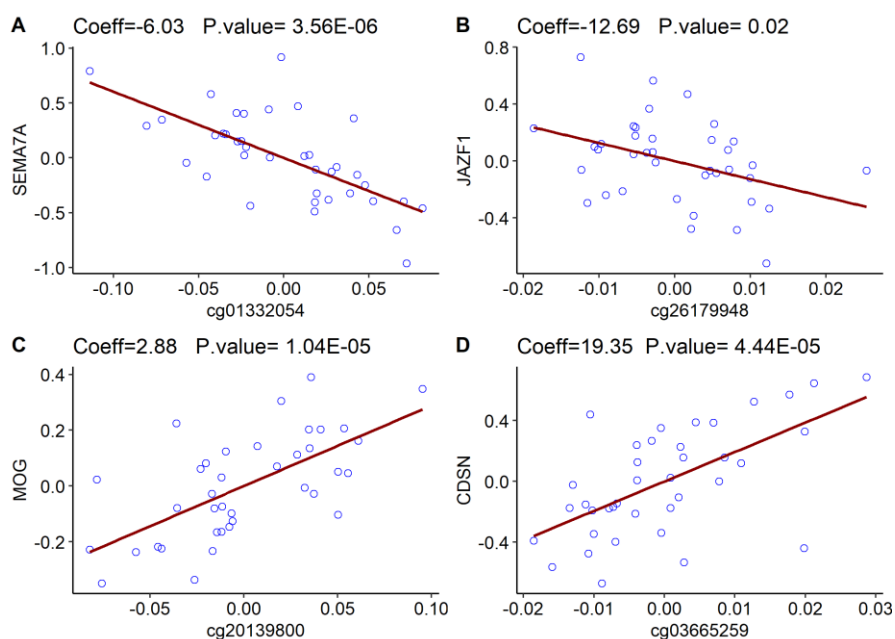 A
Coeff=-6.03 P.value= 3.56E-06
1.0
0.5
0.0
-0.5
-1.0
SEMA7A
-0.10 -0.05 0.00 0.05
cg01332054
B
Coeff=-12.69 P.value= 0.02
0.8
0.4
0.0
-0.4
JAZF1
-0.02 -0.01 0.00 0.01 0.02
cg26179948
C
Coeff=2.88 P.value= 1.04E-05
0.4
0.2
0.0
-0.2
MOG
-0.05 0.00 0.05 0.10
cg20139800
D
Coeff=19.35 P.value= 4.44E-05
0.4
0.0
-0.4
CDSN
-0.02 -0.01 0.00 0.01 0.02 0.03
cg03665259